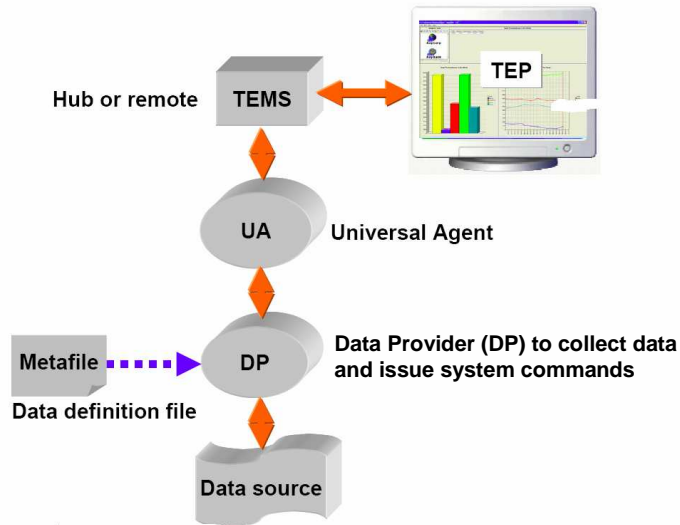 TEP
Hub or remote
TEMS
UA
Universal Agent
Metafile
DP
Data Provider (DP) to collect data
and issue system commands
Data definition file
Data source